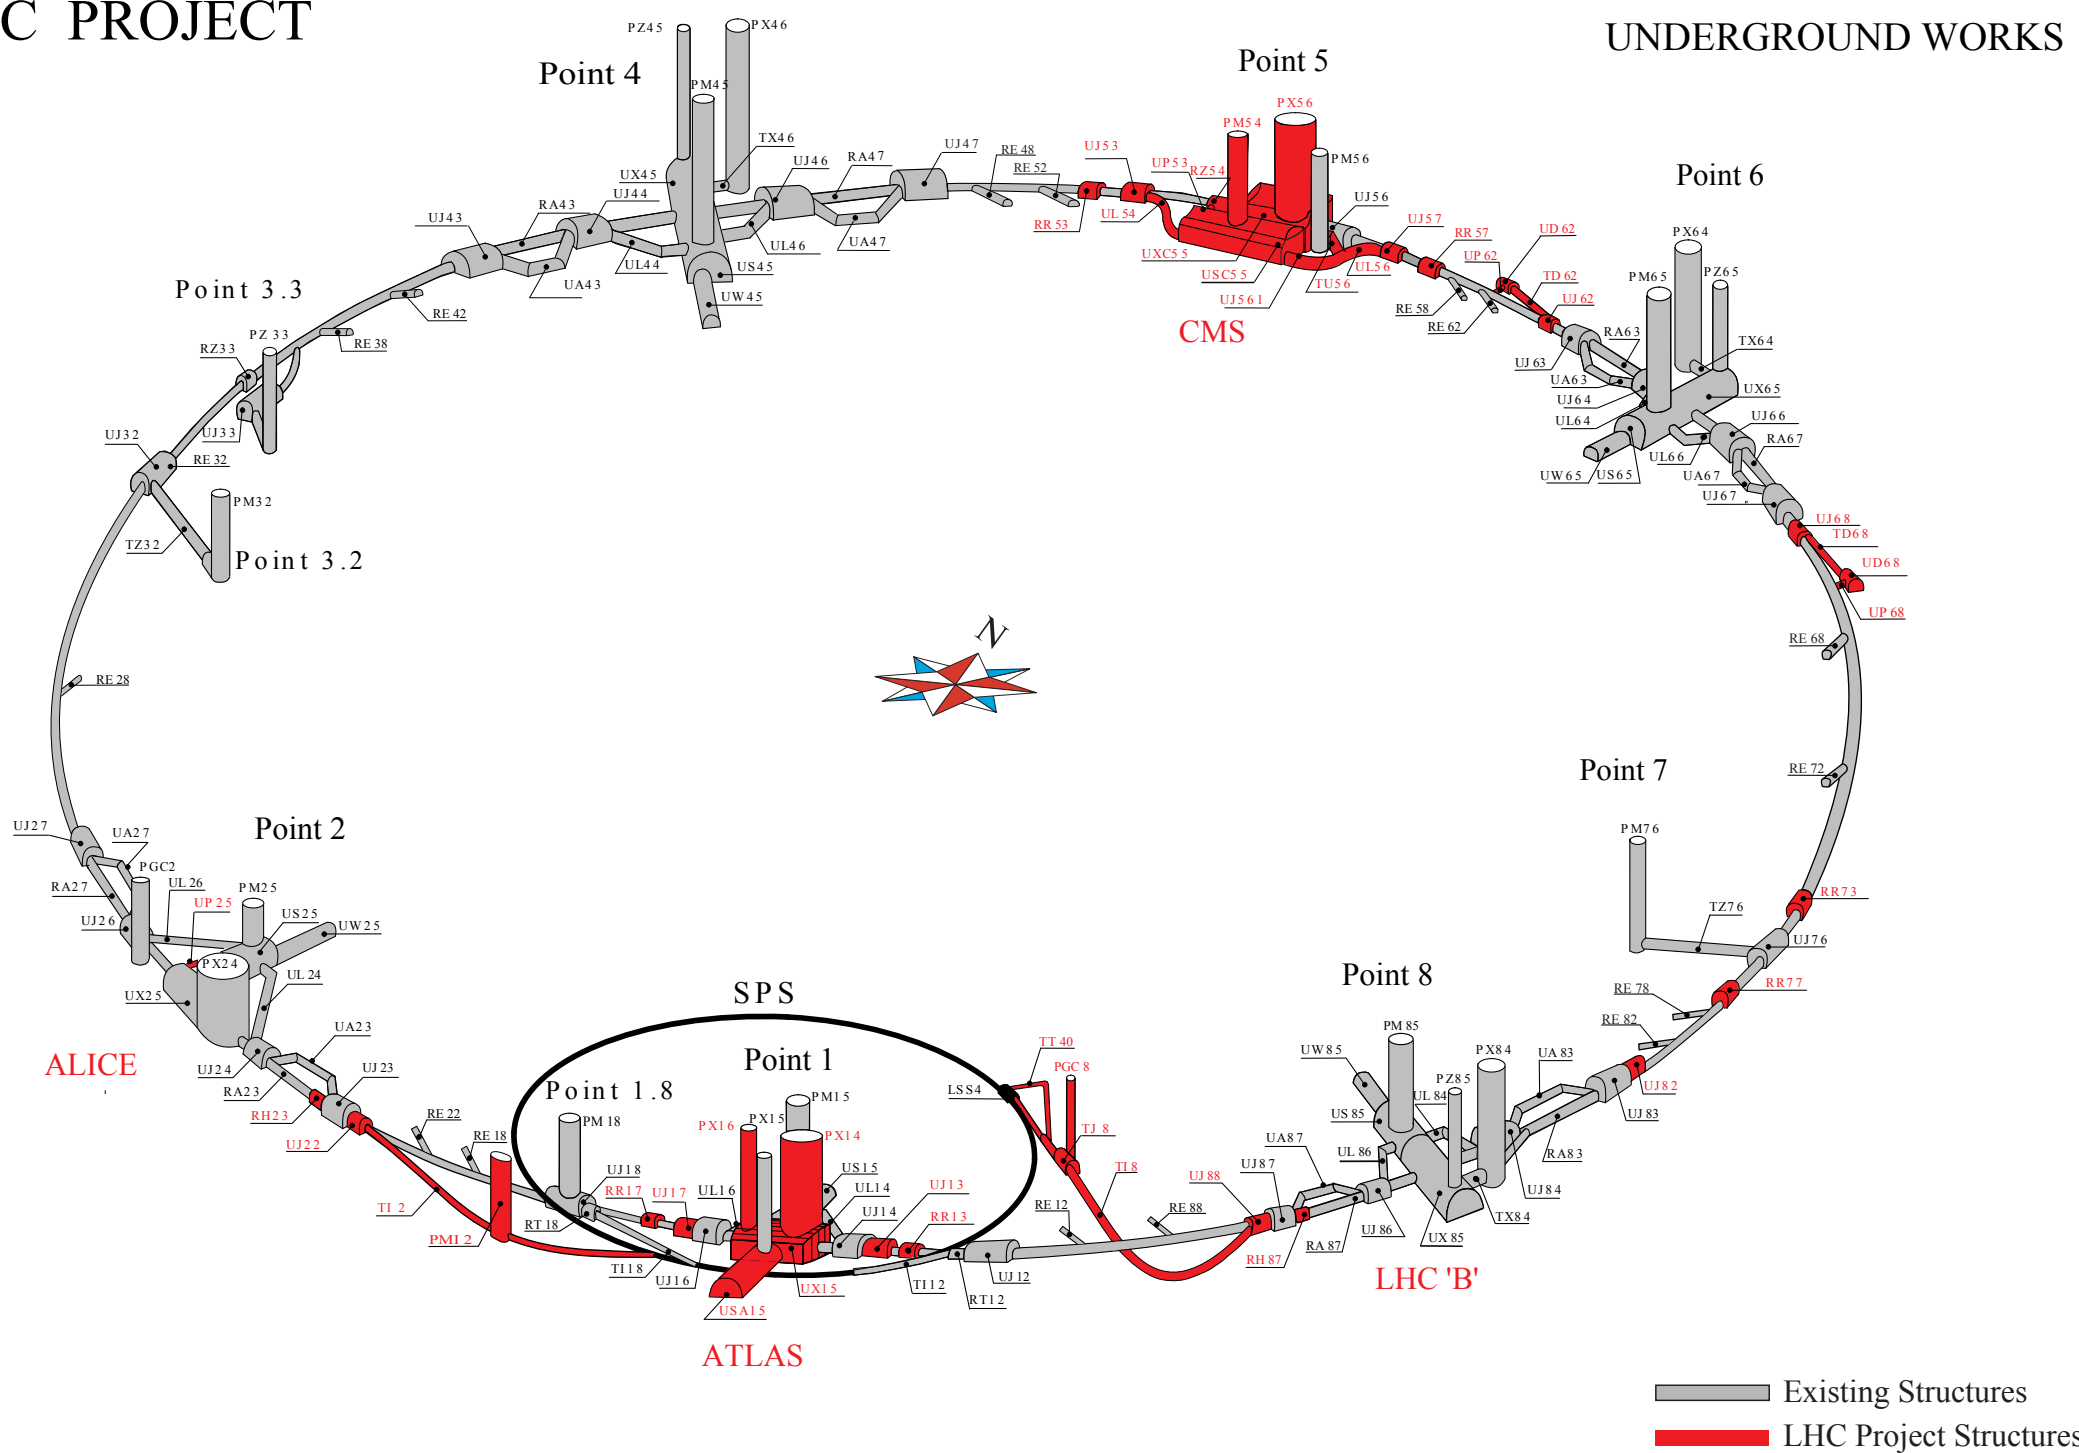 C PROJECT
UNDERGROUND WORKS
Point 4
PZ45
PX46
PM45
TX46
UX45
UJ44
RA43
UJ43
UJ46
RA47
UJ47
RE 48
RE 52
UL46
UA47
US45
UW45
UL44
UA43
RE 42
RE 38
Point 5
PX56
PM54
PM56
UJ53
UP53
RZ54
RR 53
UL 54
UJ56
UJ57
RR 57
UXC55
USC55
UJ561
TU56
UL56
CMS
RE 58
RE 62
UD 62
UP 62
TD 62
UJ 62
Point 6
PX64
PM65
PZ65
RA63
TX64
UJ 63
UA63
UJ64
UL64
UX65
UJ66
RA67
UL66
UA67
UJ67
UW65
US65
UJ68
TD68
UD68
UP 68
RE 68
RE 72
Point 3.3
PZ 33
RZ33
UJ33
UJ32
RE 32
PM32
TZ32
Point 3.2
RE 28
N
Point 7
PM76
RR73
TZ76
UJ76
RR77
RE 78
RE 82
UJ82
UJ 83
Point 2
UJ27
UA27
PGC2
RA27
UL 26
UP 25
PM25
US25
UW25
UJ26
PX24
UL 24
UX25
UA23
UJ24
RA23
UJ 23
RH23
UJ22
ALICE
RE 22
RE 18
TI 2
PMI 2
SPS
Point 1
Point 1.8
PM 18
PX16
PX15
PM15
PX14
UJ18
RR17
UJ17
UL16
US15
UL14
UJ14
UJ13
RR13
RT 18
TI18
UJ16
USA15
UX15
TI12
RT12
UJ 12
ATLAS
LSS4
TT 40
PGC 8
TJ 8
TI8
RE 12
RE 88
Point 8
PM 85
UW85
PX84
PZ85
UA 83
UL 84
US 85
UA87
UL 86
UJ87
UJ 88
RH 87
RA 87
UJ 86
UX 85
TX84
UJ84
RA83
LHC 'B'
Existing Structures
LHC Project Structures